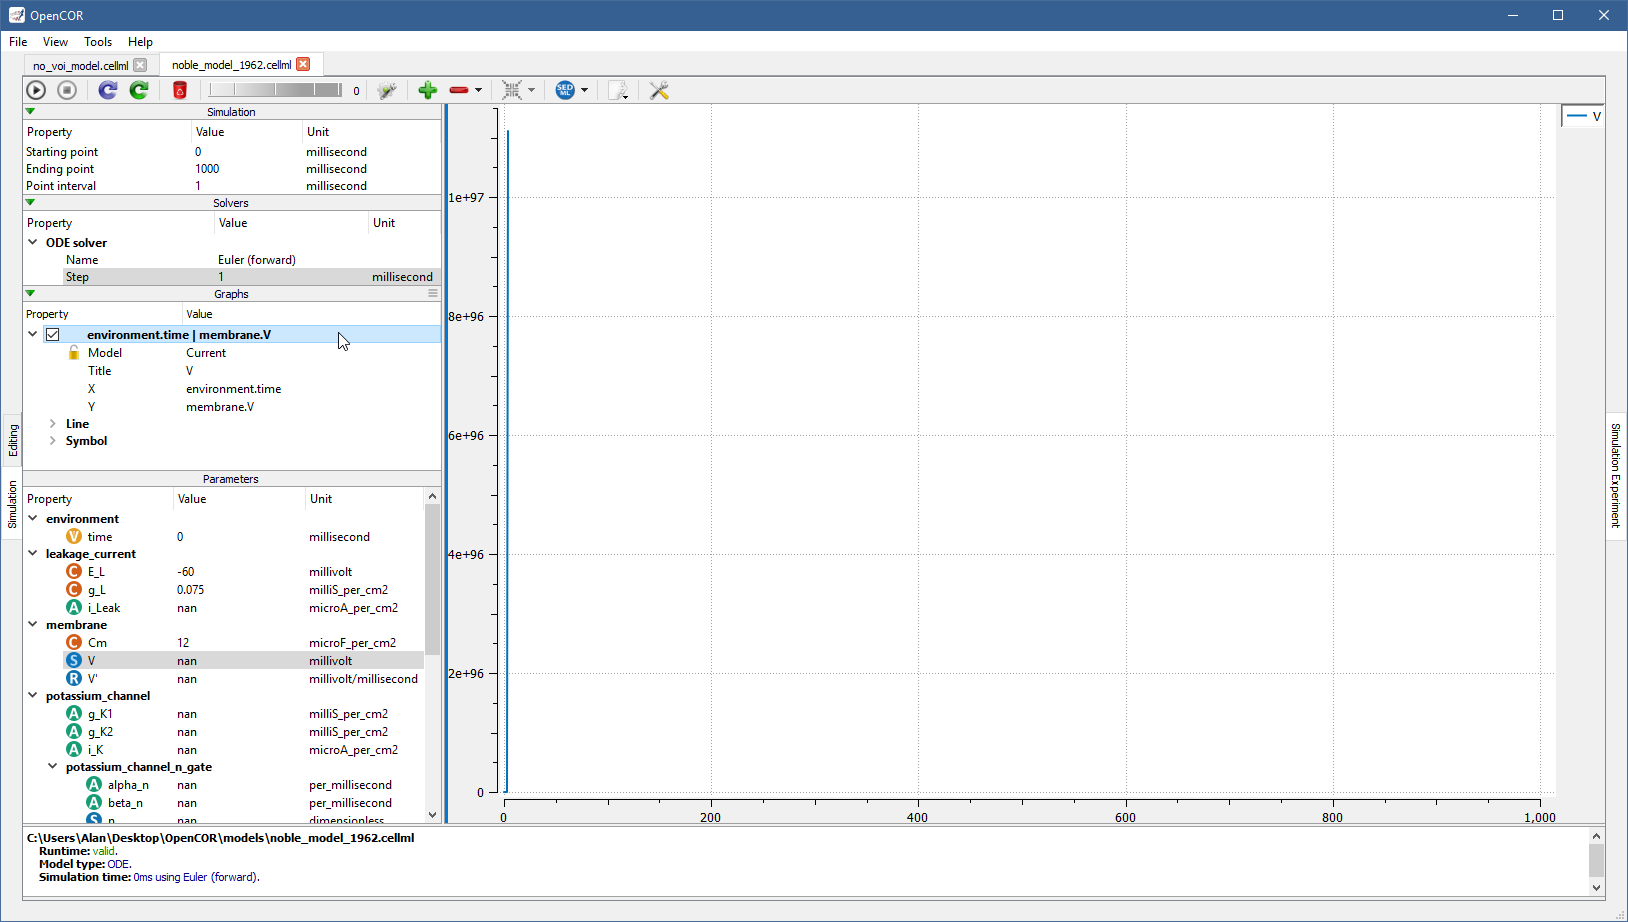 OpenCOR
File View Tools Help
no_voi_model.cellml noble_model_1962.cellml
0 SED ML
Simulation
Property Value Unit
Starting point 0 millisecond
Ending point 1000 millisecond
Point interval 1 millisecond
Solvers
Property Value Unit
ODE solver
Name Euler (forward)
Step 1 millisecond
Graphs
Property Value
environment.time | membrane.V
Model Current
Title V
X environment.time
Y membrane.V
Line
Symbol
Parameters
Property Value Unit
environment
V time 0 millisecond
leakage_current
C E_L -60 millivolt
C g_L 0.075 milliS_per_cm2
A i_Leak nan microA_per_cm2
membrane
C Cm 12 microF_per_cm2
S V nan millivolt
R V' nan millivolt/millisecond
potassium_channel
A g_K1 nan milliS_per_cm2
A g_K2 nan milliS_per_cm2
A i_K nan microA_per_cm2
potassium_channel_n_gate
A alpha_n nan per_millisecond
A beta_n nan per_millisecond
S n nan dimensionless
Editing
Simulation
1e+97
8e+96
6e+96
4e+96
2e+96
0
0 200 400 600 800 1,000
V
Simulation Experiment
C:\Users\Alan\Desktop\OpenCOR\models\noble_model_1962.cellml
Runtime: valid.
Model type: ODE.
Simulation time: 0ms using Euler (forward).